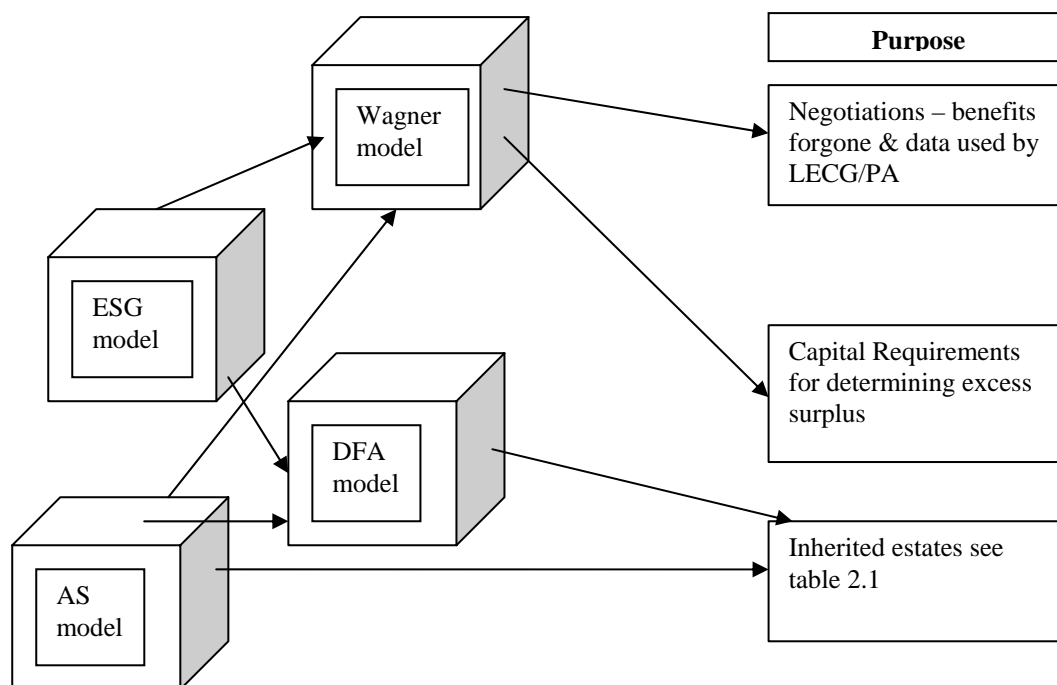 Purpose
Wagner
model
Negotiations – benefits
forgone & data used by
LECG/PA
ESG
model
Capital Requirements
for determining excess
surplus
DFA
model
AS
model
Inherited estates see
table 2.1